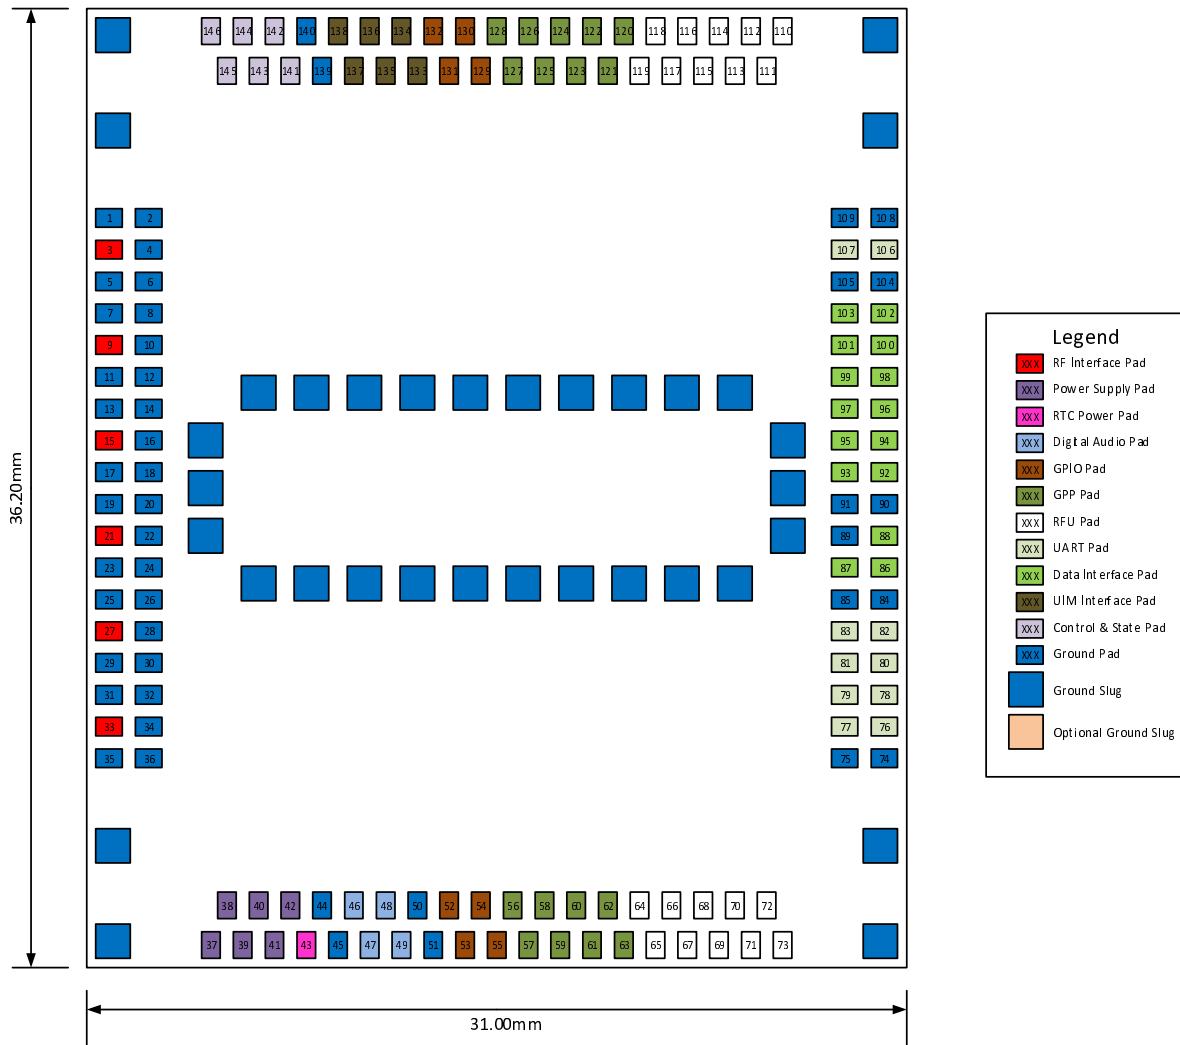 146 144 142 140 138 136 134 132 130 128 126 124 122 120 118 116 114 112 110
145 143 141 139 137 135 133 131 129 127 125 123 121 119 117 115 113 111
1 2 109 108
3 4 107 106
5 6 105 104
7 8 103 102
9 10 101 100
11 12 99 98
13 14 97 96
15 16 95 94
17 18 93 92
19 20 91 90
21 22 89 88
23 24 87 86
25 26 85 84
27 28 83 82
29 30 81 80
31 32 79 78
33 34 77 76
35 36 75 74
38 40 42 44 46 48 50 52 54 56 58 60 62 64 66 68 70 72
37 39 41 43 45 47 49 51 53 55 57 59 61 63 65 67 69 71 73
36.20mm
31.00mm
Legend
XXX RF Interface Pad
XXX Power Supply Pad
XXX RTC Power Pad
XXX Digital Audio Pad
XXX GPIO Pad
XXX GPP Pad
XXX RFU Pad
XXX UART Pad
XXX Data Interface Pad
XXX UIM Interface Pad
XXX Control & State Pad
XXX Ground Pad
Ground Slug
Optional Ground Slug